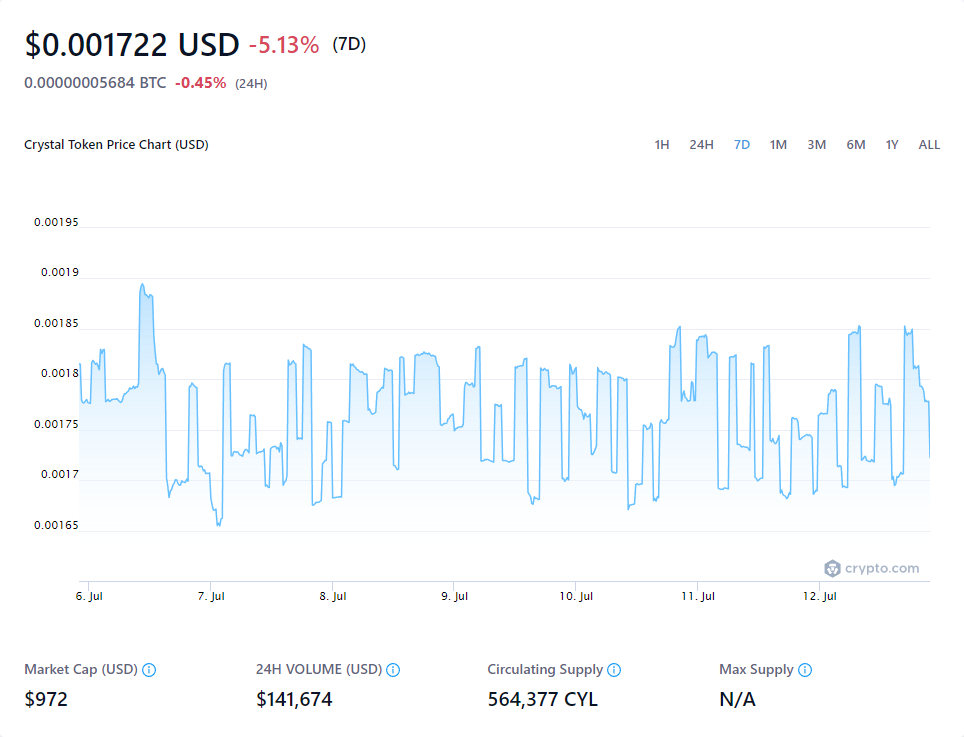 $0.001722 USD -5.13% (7D)
0.00000005684 BTC -0.45% (24H)
Crystal Token Price Chart (USD)
1H 24H 7D 1M 3M 6M 1Y ALL
0.00195
0.0019
0.00185
0.0018
0.00175
0.0017
0.00165
crypto.com
6. Jul 7. Jul 8. Jul 9. Jul 10. Jul 11. Jul 12. Jul
Market Cap (USD) 24H VOLUME (USD) Circulating Supply Max Supply
$972 $141,674 564,377 CYL N/A